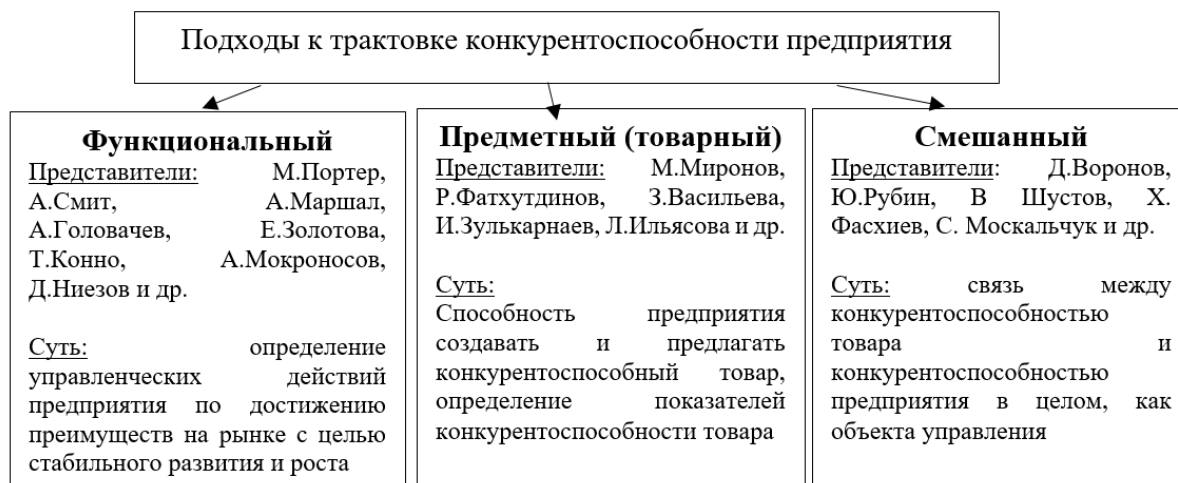 Подходы к трактовке конкурентоспособности предприятия
Функциональный
Представители: М.Портер,
А.Смит, А.Маршал,
А.Головачев, Е.Золотова,
Т.Конно, А.Мокроносов,
Д.Ниезов и др.
Суть: определение
управленческих действий
предприятия по достижению
преимуществ на рынке с целью
стабильного развития и роста
Предметный (товарный)
Представители: М.Миронов,
Р.Фатхутдинов, З.Васильева,
И.Зулькарнаев, Л.Ильясова и др.
Суть:
Способность предприятия
создавать и предлагать
конкурентоспособный товар,
определение показателей
конкурентоспособности товара
Смешанный
Представители: Д.Воронов,
Ю.Рубин, В Шустов, Х.
Фасхиев, С. Москальчук и др.
Суть: связь между
конкурентоспособностью
товара и
конкурентоспособностью
предприятия в целом, как
объекта управления